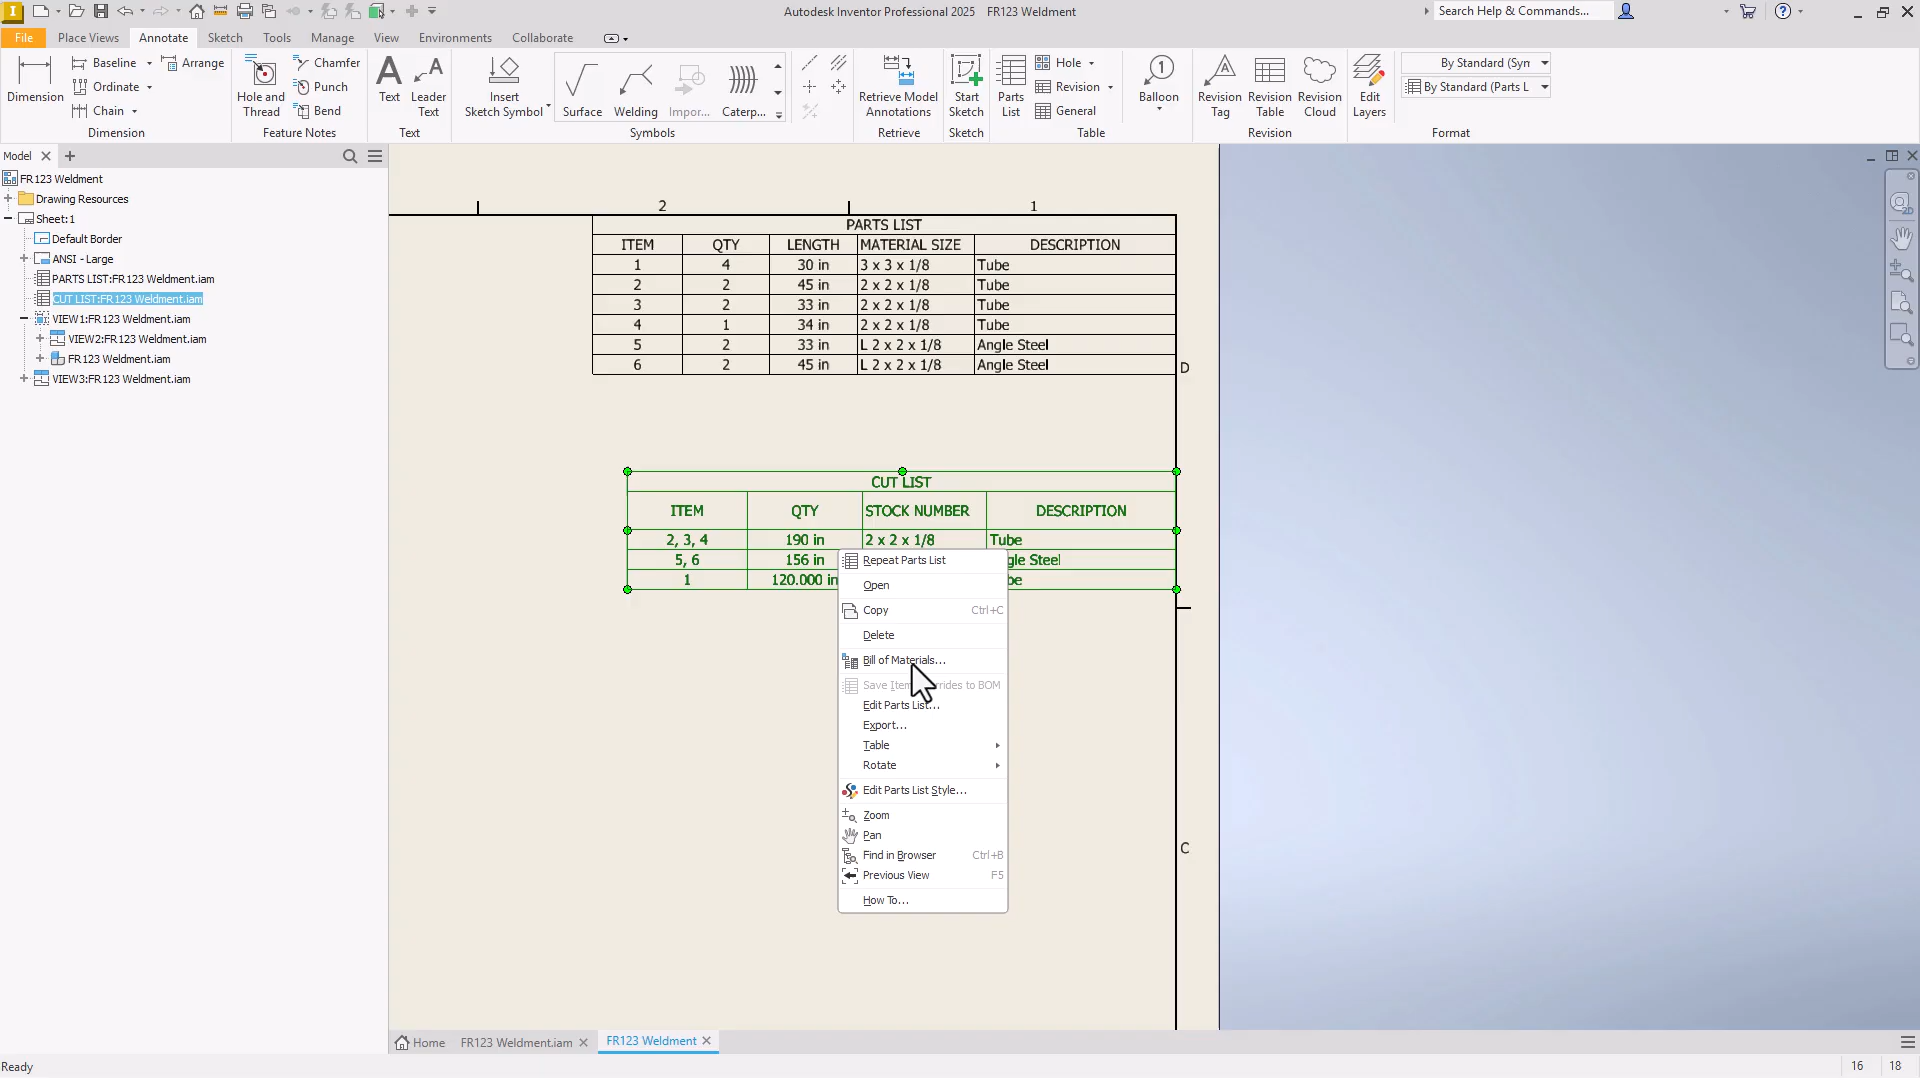 Autodesk Inventor Professional 2025 FR123 Weldment
Search Help & Commands...
File Place Views Annotate Sketch Tools Manage View Environments Collaborate
Dimension
Baseline
Ordinate
Chain
Arrange
Dimension
Hole and Thread
Chamfer
Punch
Bend
Feature Notes
Text
Leader Text
Text
Insert Sketch Symbol
Surface
Welding
Impor...
Caterp...
Symbols
Retrieve Model Annotations
Retrieve
Start Sketch
Sketch
Parts List
Hole
Revision
General
Table
Balloon
Revision Tag
Revision Table
Revision Cloud
Revision
Edit Layers
By Standard (Syn
By Standard (Parts L
Format
Model
FR123 Weldment
Drawing Resources
Sheet:1
Default Border
ANSI - Large
PARTS LIST:FR123 Weldment.iam
CUT LIST:FR123 Weldment.iam
VIEW1:FR123 Weldment.iam
VIEW2:FR123 Weldment.iam
FR123 Weldment.iam
VIEW3:FR123 Weldment.iam
2 1
PARTS LIST
ITEM QTY LENGTH MATERIAL SIZE DESCRIPTION
1 4 30 in 3 x 3 x 1/8 Tube
2 2 45 in 2 x 2 x 1/8 Tube
3 2 33 in 2 x 2 x 1/8 Tube
4 1 34 in 2 x 2 x 1/8 Tube
5 2 33 in L 2 x 2 x 1/8 Angle Steel
6 2 45 in L 2 x 2 x 1/8 Angle Steel
D
CUT LIST
ITEM QTY STOCK NUMBER DESCRIPTION
2, 3, 4 190 in 2 x 2 x 1/8 Tube
5, 6 156 in gle Steel
1 120.000 in be
Repeat Parts List
Open
Copy Ctrl+C
Delete
Bill of Materials...
Save Item rrides to BOM
Edit Parts List...
Export...
Table
Rotate
Edit Parts List Style...
Zoom
Pan
Find in Browser Ctrl+B
Previous View F5
How To...
C
Home FR123 Weldment.iam FR123 Weldment
Ready
16 18